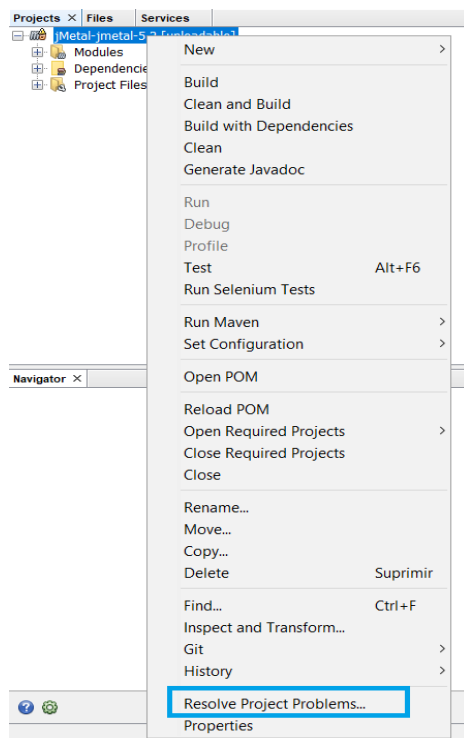 Projects × Files Services
jMetal-jmetal-5.2 [unloadable]
Modules
Dependencie
Project Files
New >
Build
Clean and Build
Build with Dependencies
Clean
Generate Javadoc
Run
Debug
Profile
Test Alt+F6
Run Selenium Tests
Run Maven >
Set Configuration >
Open POM
Reload POM
Open Required Projects >
Close Required Projects
Close
Rename...
Move...
Copy...
Delete Suprimir
Find... Ctrl+F
Inspect and Transform...
Git >
History >
Resolve Project Problems...
Properties
Navigator ×